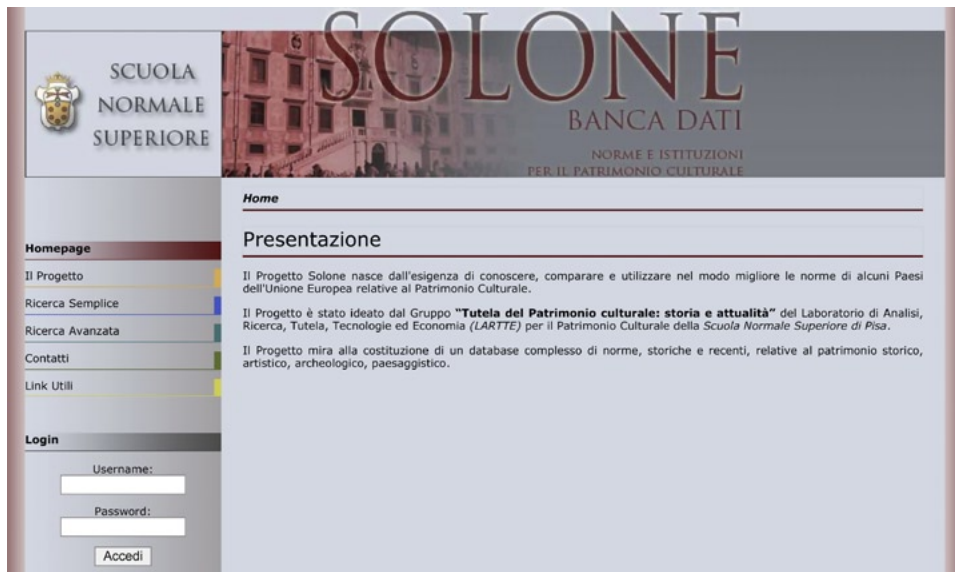 SCUOLA
NORMALE
SUPERIORE
SOLONE
BANCA DATI
NORME E ISTITUZIONI
PER IL PATRIMONIO CULTURALE
Homepage
Il Progetto
Ricerca Semplice
Ricerca Avanzata
Contatti
Link Utili
Login
Username:
Password:
Accedi
Home
Presentazione
Il Progetto Solone nasce dall'esigenza di conoscere, comparare e utilizzare nel modo migliore le norme di alcuni Paesi
dell'Unione Europea relative al Patrimonio Culturale.
Il Progetto è stato ideato dal Gruppo "Tutela del Patrimonio culturale: storia e attualità" del Laboratorio di Analisi,
Ricerca, Tutela, Tecnologie ed Economia (LARTTE) per il Patrimonio Culturale della Scuola Normale Superiore di Pisa.
Il Progetto mira alla costituzione di un database complesso di norme, storiche e recenti, relative al patrimonio storico,
artistico, archeologico, paesaggistico.